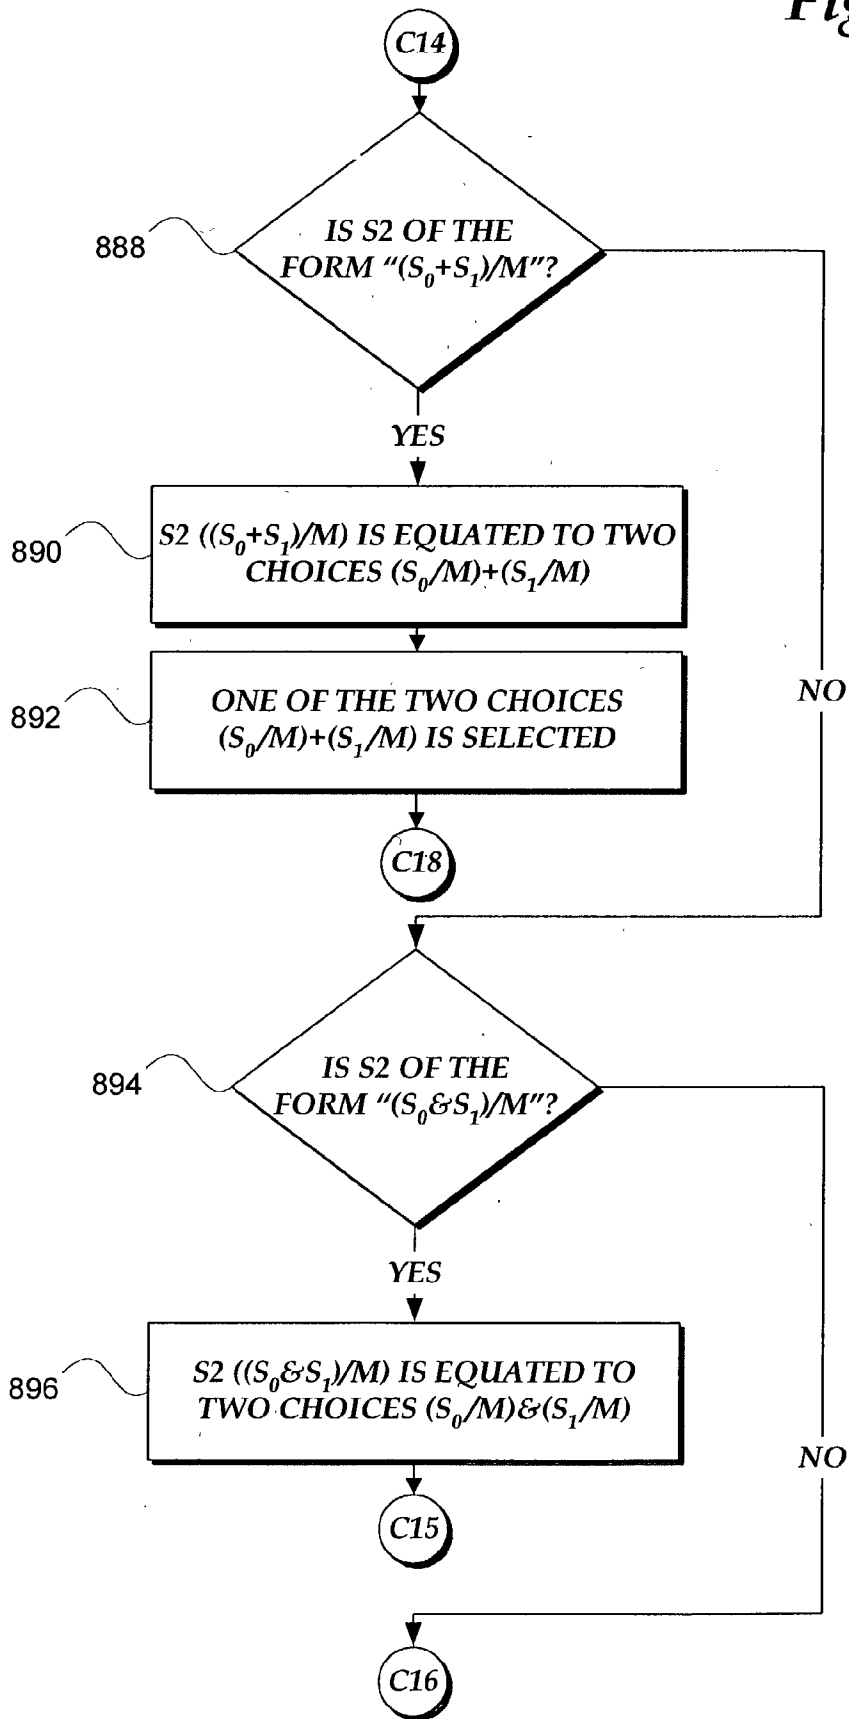 Fig
C14
888
IS S2 OF THE
FORM "(S₀+S₁)/M"?
YES
890
S2 ((S₀+S₁)/M) IS EQUATED TO TWO
CHOICES (S₀/M)+(S₁/M)
892
ONE OF THE TWO CHOICES
(S₀/M)+(S₁/M) IS SELECTED
NO
C18
894
IS S2 OF THE
FORM "(S₀&S₁)/M"?
YES
896
S2 ((S₀&S₁)/M) IS EQUATED TO
TWO CHOICES (S₀/M)&(S₁/M)
NO
C15
C16